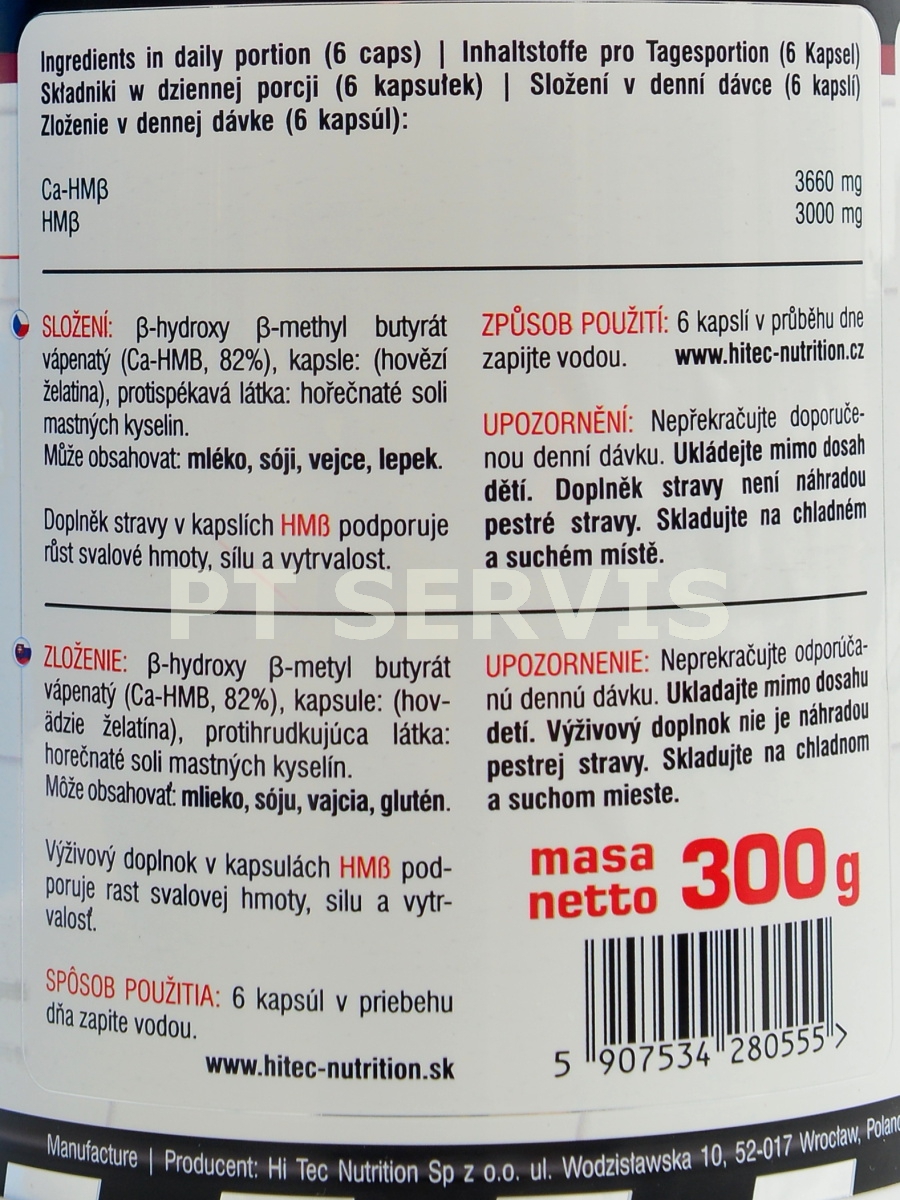 Ingredients in daily portion (6 caps) | Inhaltstoffe pro Tagesportion (6 Kapsel)
Składniki w dziennej porcji (6 kapsułek) | Složení v denní dávce (6 kapslí)
Zloženie v dennej dávke (6 kapsúl):
Ca-HMβ 3660 mg
HMβ 3000 mg
SLOŽENÍ: β-hydroxy β-methyl butyrát
vápenatý (Ca-HMB, 82%), kapsle: (hovězí
želatina), protispékavá látka: hořečnaté soli
mastných kyselin.
Může obsahovat: mléko, sóji, vejce, lepek.
Doplněk stravy v kapslích HMß podporuje
růst svalové hmoty, sílu a vytrvalost.
ZPŮSOB POUŽITÍ: 6 kapslí v průběhu dne
zapijte vodou. www.hitec-nutrition.cz
UPOZORNĚNÍ: Nepřekračujte doporuče-
nou denní dávku. Ukládejte mimo dosah
dětí. Doplněk stravy není náhradou
pestré stravy. Skladujte na chladném
a suchém místě.
PT SERVIS
ZLOŽENIE: β-hydroxy β-metyl butyrát
vápenatý (Ca-HMB, 82%), kapsule: (hov-
ädzie želatína), protihrudkujúca látka:
horečnaté soli mastných kyselín.
Môže obsahovať: mlieko, sóju, vajcia, glutén.
Výživový doplnok v kapsulách HMß pod-
poruje rast svalovej hmoty, silu a vytr-
valosť.
SPÔSOB POUŽITIA: 6 kapsúl v priebehu
dňa zapite vodou.
www.hitec-nutrition.sk
UPOZORNENIE: Neprekračujte odporúča-
nú dennú dávku. Ukladajte mimo dosahu
detí. Výživový doplnok nie je náhradou
pestrej stravy. Skladujte na chladnom
a suchom mieste.
masa
netto 300 g
5 907534 280555 >
Manufacture | Producent: Hi Tec Nutrition Sp z o.o. ul. Wodzisławska 10, 52-017 Wrocław, Poland